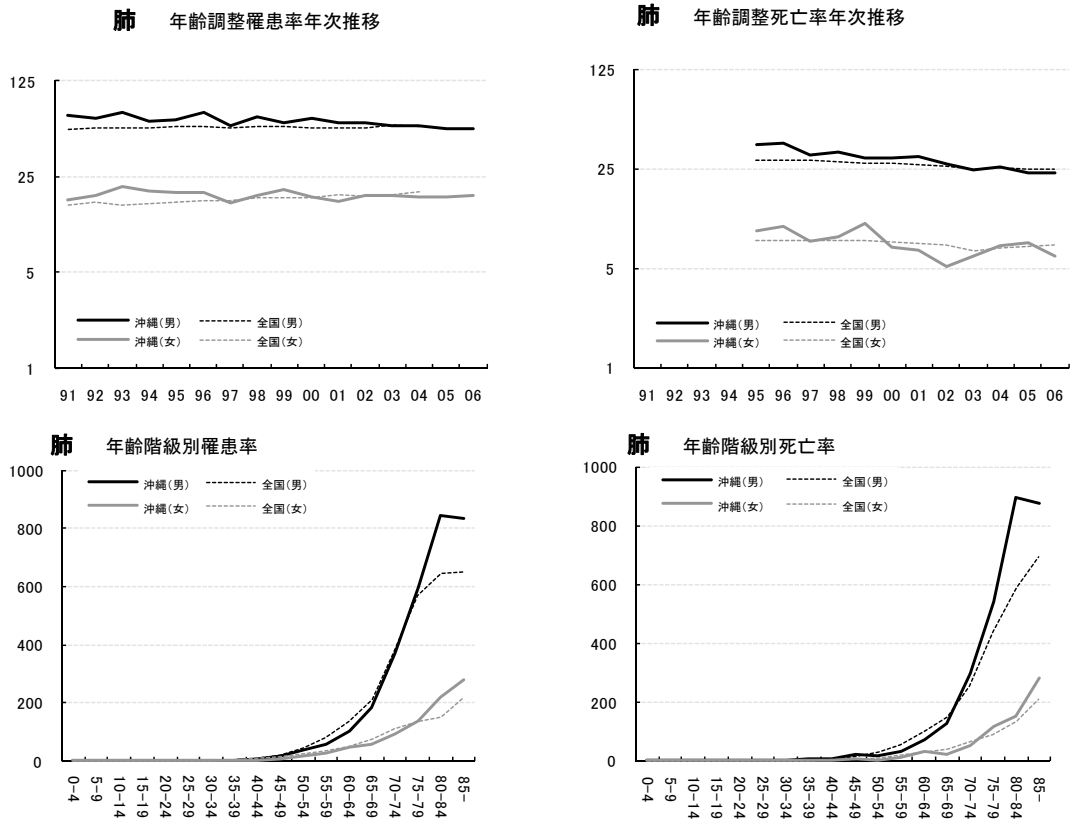 肺 年齢調整罹患率年次推移
125
25
5
1
沖縄(男) 全国(男)
沖縄(女) 全国(女)
91 92 93 94 95 96 97 98 99 00 01 02 03 04 05 06
肺 年齢調整死亡率年次推移
125
25
5
1
沖縄(男) 全国(男)
沖縄(女) 全国(女)
91 92 93 94 95 96 97 98 99 00 01 02 03 04 05 06
肺 年齢階級別罹患率
1000
800
600
400
200
0
沖縄(男) 全国(男)
沖縄(女) 全国(女)
0-4 5-9 10-14 15-19 20-24 25-29 30-34 35-39 40-44 45-49 50-54 55-59 60-64 65-69 70-74 75-79 80-84 85-
肺 年齢階級別死亡率
1000
800
600
400
200
0
沖縄(男) 全国(男)
沖縄(女) 全国(女)
0-4 5-9 10-14 15-19 20-24 25-29 30-34 35-39 40-44 45-49 50-54 55-59 60-64 65-69 70-74 75-79 80-84 85-